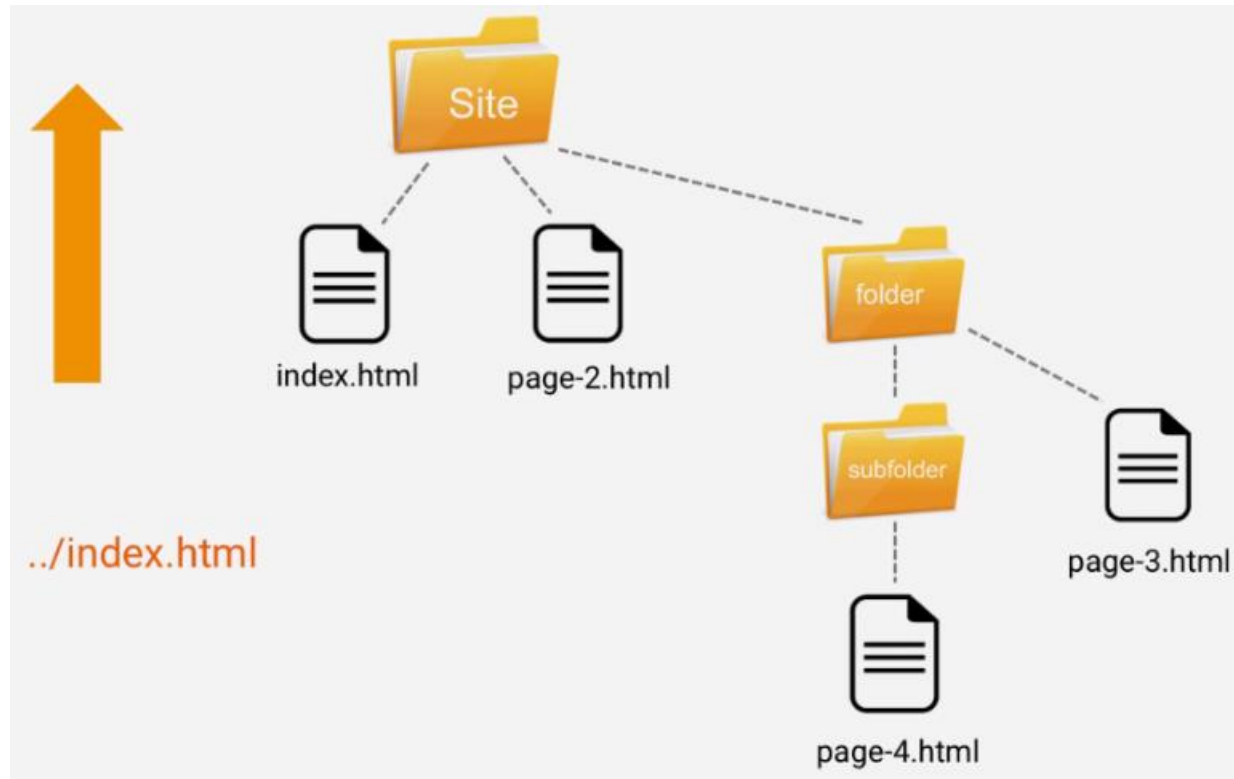 Site
folder
index.html
page-2.html
subfolder
../index.html
page-3.html
page-4.html